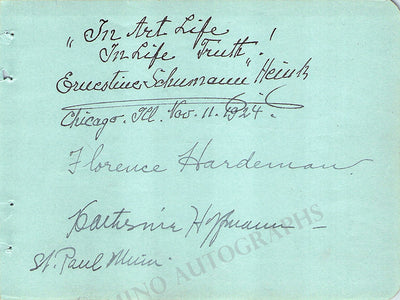 "In Art Life
In Life Truth"!
Ernestine Schumann"Heink
Chicago. Ill. Nov. 11. 1924.
Florence Hardeman.
Katherine Hoffmann -
St. Paul Minn.
TAMINO AUTOGRAPHS